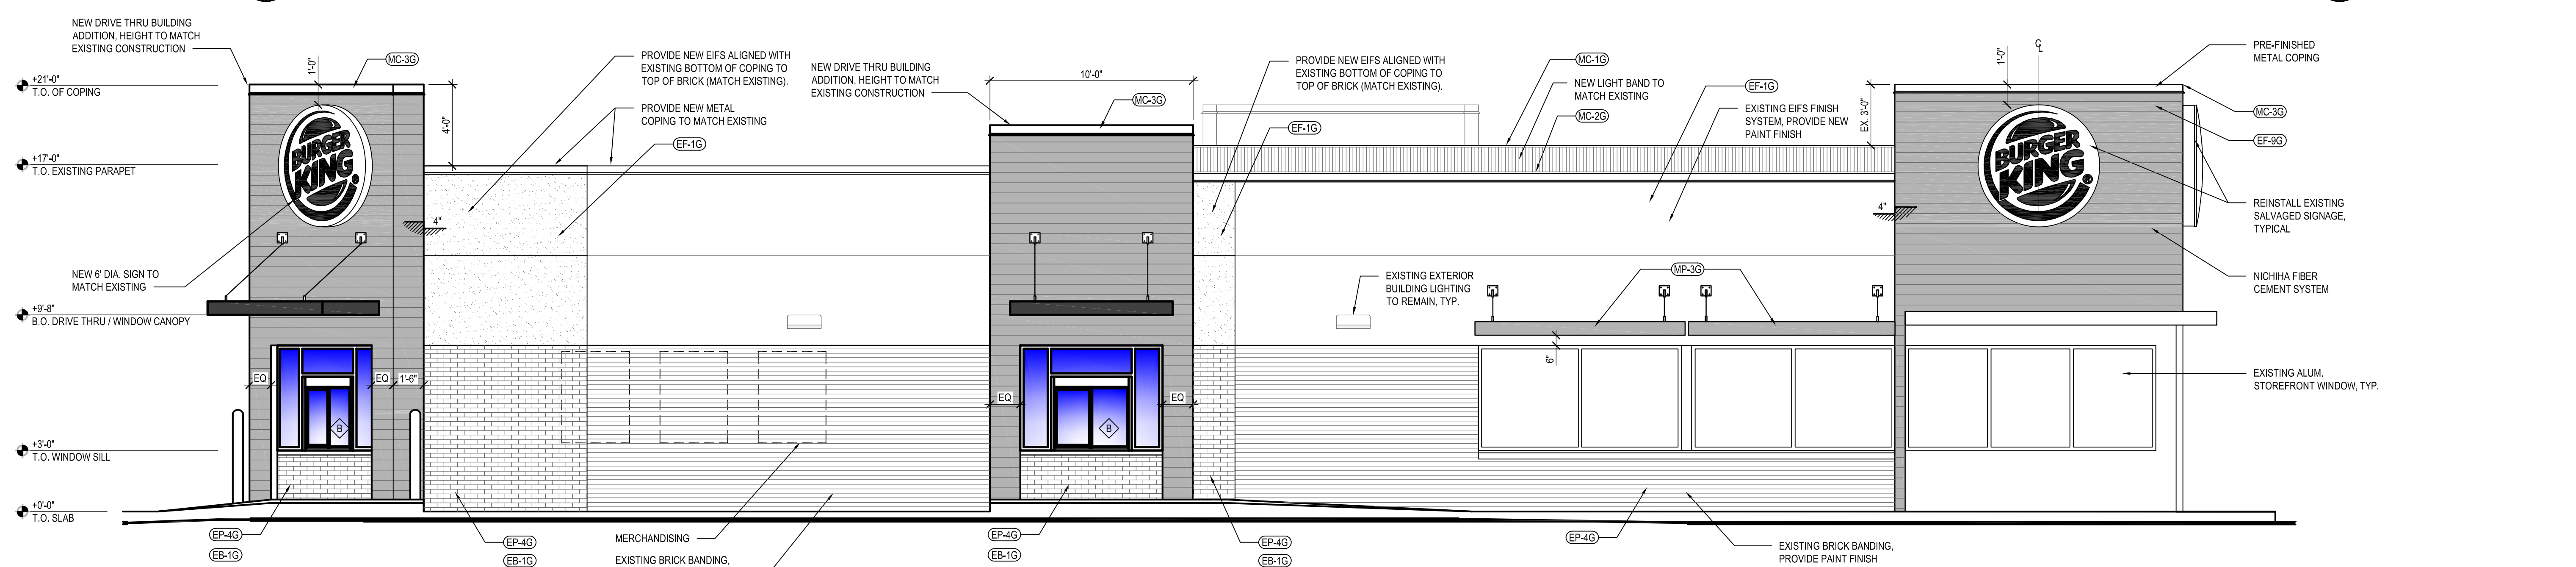 NEW DRIVE THRU BUILDING
ADDITION, HEIGHT TO MATCH
EXISTING CONSTRUCTION
1'-0"
MC-3G
+21'-0"
T.O. OF COPING
4'-0"
+17'-0"
T.O. EXISTING PARAPET
BURGER
KING
®
4"
NEW 6' DIA. SIGN TO
MATCH EXISTING
+9'-8"
B.O. DRIVE THRU / WINDOW CANOPY
EQ
EQ
1'-6"
B
+3'-0"
T.O. WINDOW SILL
+0'-0"
T.O. SLAB
EP-4G
EB-1G
PROVIDE NEW EIFS ALIGNED WITH
EXISTING BOTTOM OF COPING TO
TOP OF BRICK (MATCH EXISTING).
PROVIDE NEW METAL
COPING TO MATCH EXISTING
EF-1G
EP-4G
EB-1G
MERCHANDISING
EXISTING BRICK BANDING,
NEW DRIVE THRU BUILDING
ADDITION, HEIGHT TO MATCH
EXISTING CONSTRUCTION
10'-0"
MC-3G
EQ
EQ
B
EP-4G
EB-1G
PROVIDE NEW EIFS ALIGNED WITH
EXISTING BOTTOM OF COPING TO
TOP OF BRICK (MATCH EXISTING).
EF-1G
EP-4G
EB-1G
EXISTING EXTERIOR
BUILDING LIGHTING
TO REMAIN, TYP.
MC-1G
NEW LIGHT BAND TO
MATCH EXISTING
MC-2G
EF-1G
EXISTING EIFS FINISH
SYSTEM, PROVIDE NEW
PAINT FINISH
MP-3G
6"
EP-4G
EXISTING BRICK BANDING,
PROVIDE PAINT FINISH
EX. 3'-0"
4"
1'-0"
CL
BURGER
KING
®
PRE-FINISHED
METAL COPING
MC-3G
EF-9G
REINSTALL EXISTING
SALVAGED SIGNAGE,
TYPICAL
NICHIHA FIBER
CEMENT SYSTEM
EXISTING ALUM.
STOREFRONT WINDOW, TYP.